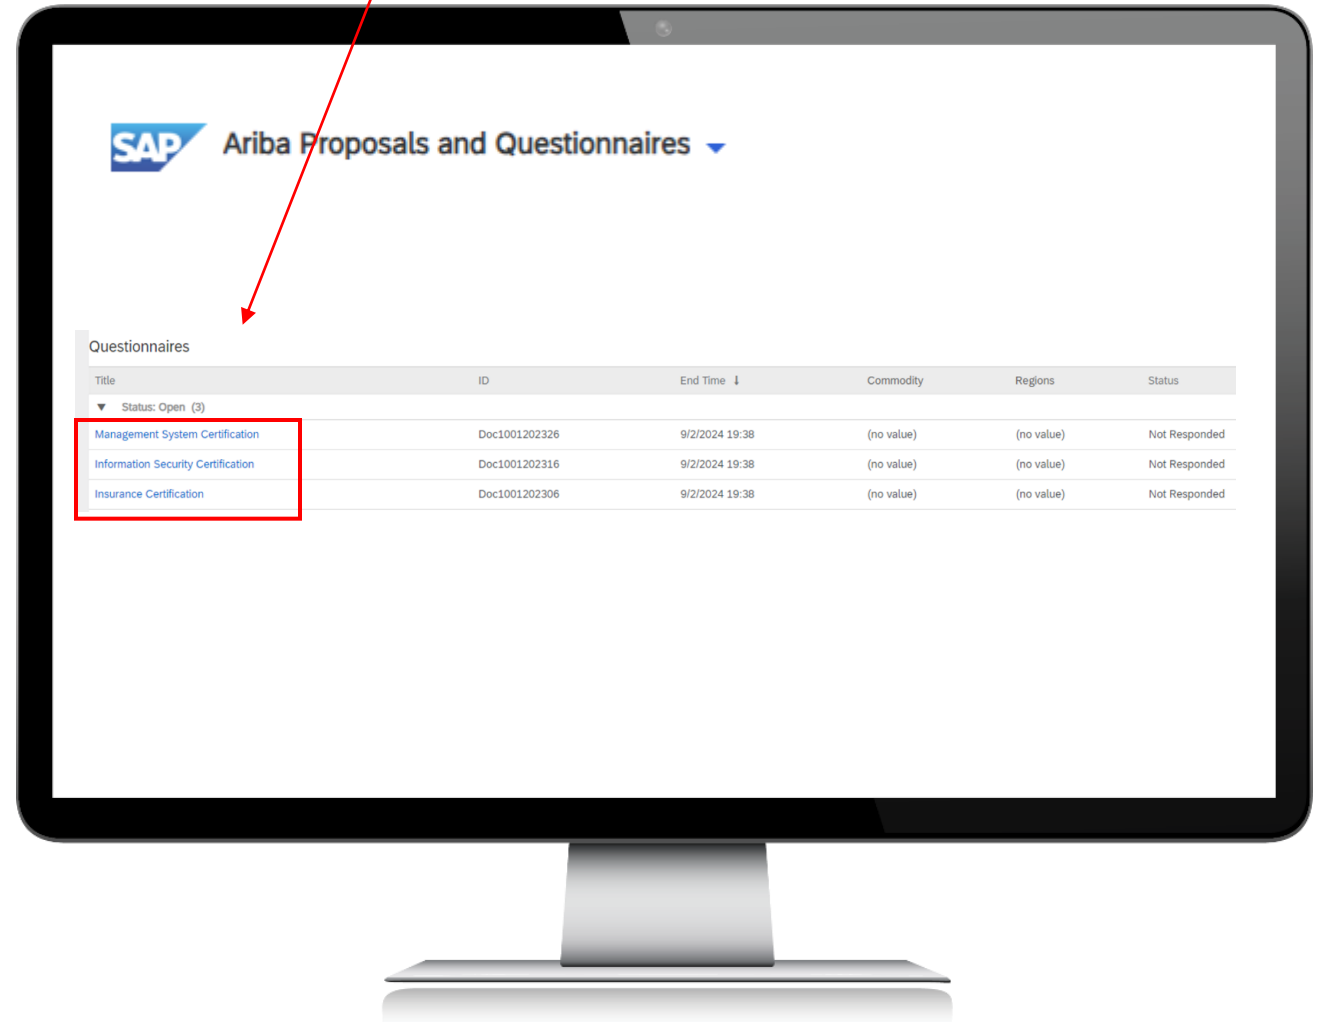 SAP Ariba Proposals and Questionnaires
Questionnaires
Title ID End Time ↓ Commodity Regions Status
▼ Status: Open (3)
Management System Certification Doc1001202326 9/2/2024 19:38 (no value) (no value) Not Responded
Information Security Certification Doc1001202316 9/2/2024 19:38 (no value) (no value) Not Responded
Insurance Certification Doc1001202306 9/2/2024 19:38 (no value) (no value) Not Responded